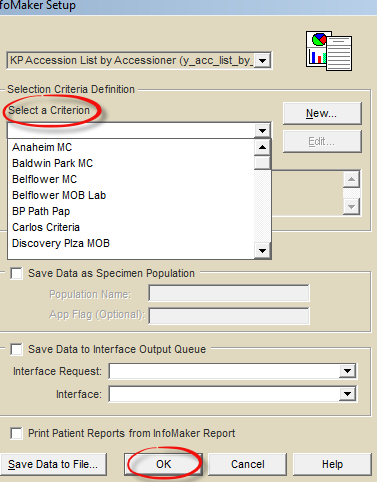 foMaker Setup
KP Accession List by Accessioner (y_acc_list_by_
Selection Criteria Definition
Select a Criterion
New...
Edit...
Anaheim MC
Baldwin Park MC
Belflower MC
Belflower MOB Lab
BP Path Pap
Carlos Criteria
Discovery Plza MOB
Save Data as Specimen Population
Population Name:
App Flag (Optional):
Save Data to Interface Output Queue
Interface Request:
Interface:
Print Patient Reports from InfoMaker Report
Save Data to File... OK Cancel Help